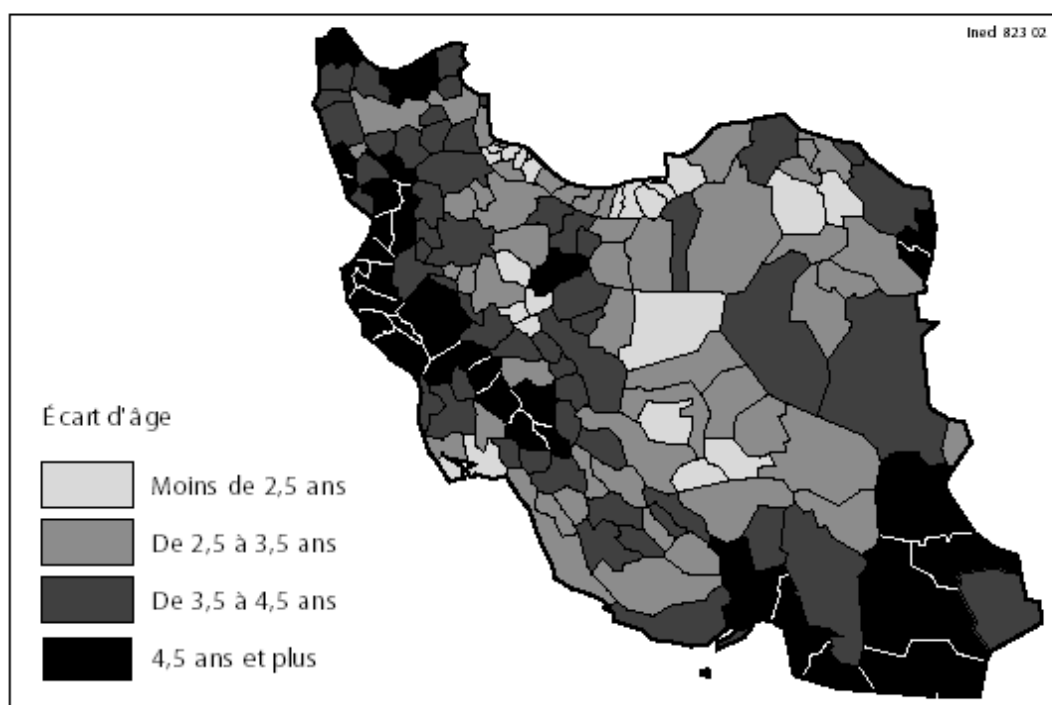 Ined 823 02
Écart d'âge
Moins de 2,5 ans
De 2,5 à 3,5 ans
De 3,5 à 4,5 ans
4,5 ans et plus